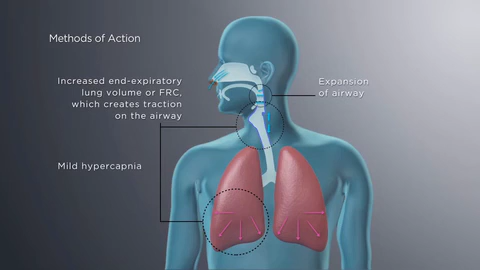 Methods of Action
Increased end-expiratory
lung volume or FRC,
which creates traction
on the airway
Expansion
of airway
Mild hypercapnia